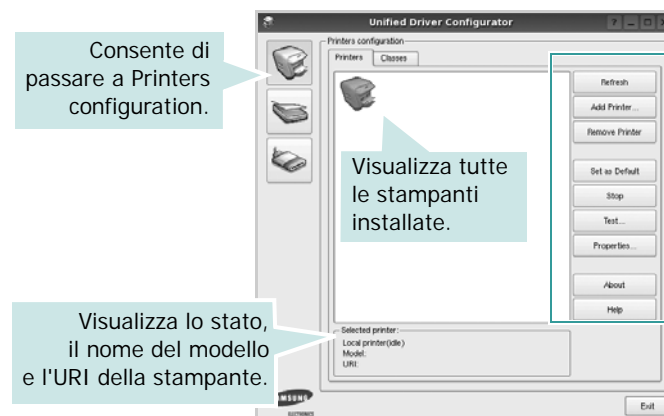 Unified Driver Configurator
Consente di
passare a Printers
configuration.
Printers configuration
Printers
Classes
Refresh
Add Printer...
Remove Printer
Set as Default
Stop
Test...
Properties...
About
Help
Visualizza tutte
le stampanti
installate.
Visualizza lo stato,
il nome del modello
e l'URI della stampante.
Selected printer:
Local printer(idle)
Model:
URI:
AMSUNG
ELECTRONICS
Exit